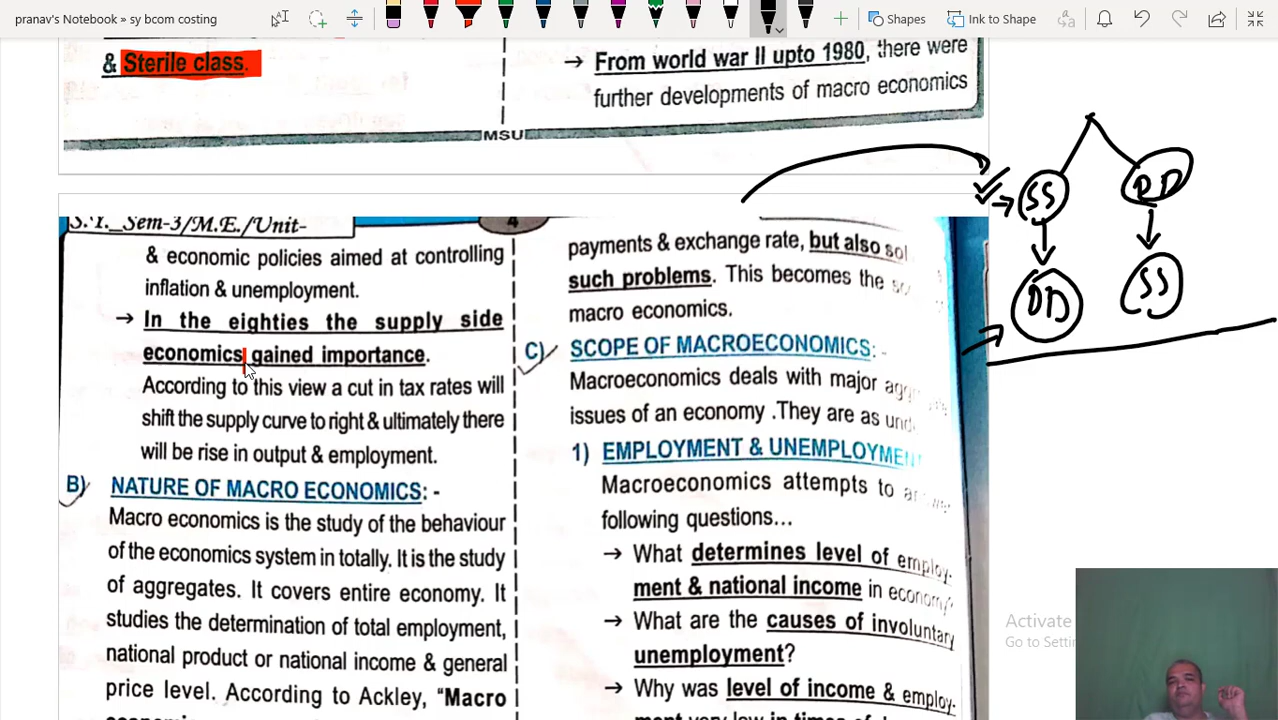 pranav's Notebook » sy bcom costing
Shapes
Ink to Shape
& Sterile class.
→ From world war II upto 1980, there were
further developments of macro economics
MSU
S.Y._Sem-3/M.E./Unit-
4
& economic policies aimed at controlling
inflation & unemployment.
→ In the eighties the supply side
economics gained importance.
According to this view a cut in tax rates will
shift the supply curve to right & ultimately there
will be rise in output & employment.
B) NATURE OF MACRO ECONOMICS: -
Macro economics is the study of the behaviour
of the economics system in totally. It is the study
of aggregates. It covers entire economy. It
studies the determination of total employment,
national product or national income & general
price level. According to Ackley, "Macro
payments & exchange rate, but also
such problems. This becomes the
macro economics.
C) SCOPE OF MACROECONOMICS: -
Macroeconomics deals with major
issues of an economy .They are as
1) EMPLOYMENT & UNEMPLOYMEN
Macroeconomics attempts to
following questions...
→ What determines level of employ-
ment & national income in economy
→ What are the causes of involuntary
unemployment?
→ Why was level of income & employ-
SS
DD
DD
SS
Activate
Go to Setti